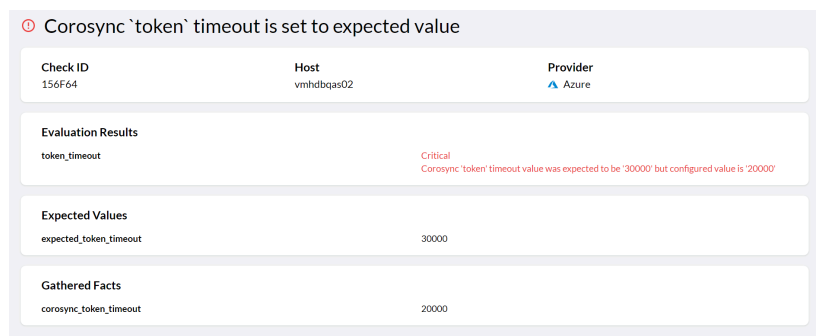 Corosync `token` timeout is set to expected value
Check ID Host Provider
156F64 vmhdbqas02 Azure
Evaluation Results
token_timeout Critical
Corosync 'token' timeout value was expected to be '30000' but configured value is '20000'
Expected Values
expected_token_timeout 30000
Gathered Facts
corosync_token_timeout 20000